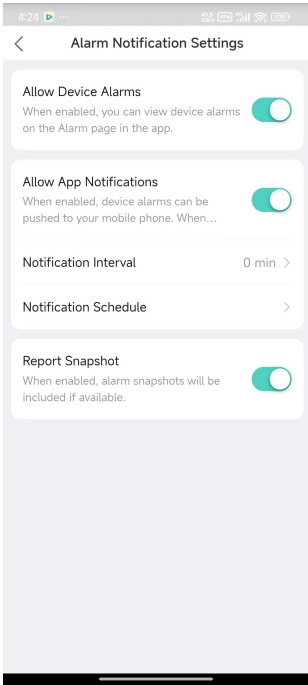 4:24
VPN
Alarm Notification Settings
Allow Device Alarms
When enabled, you can view device alarms
on the Alarm page in the app.
Allow App Notifications
When enabled, device alarms can be
pushed to your mobile phone. When...
Notification Interval
0 min
Notification Schedule
Report Snapshot
When enabled, alarm snapshots will be
included if available.